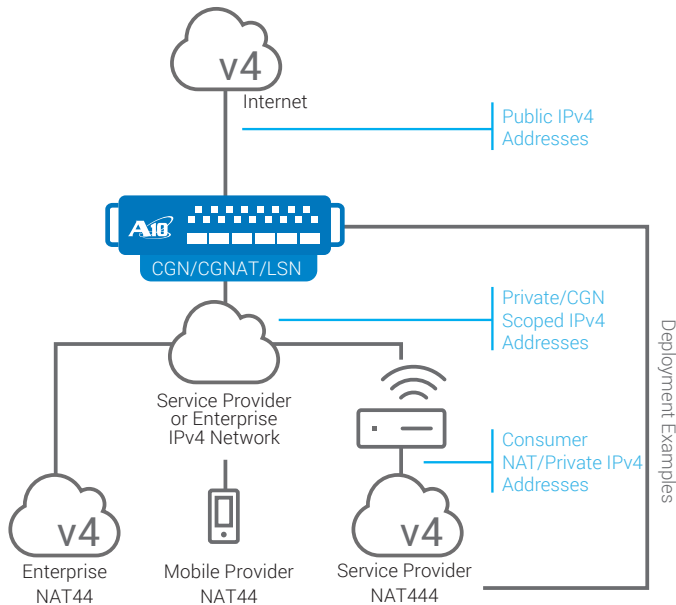 v4
Internet
Public IPv4
Addresses
A10
CGN/CGNAT/LSN
Private/CGN
Scoped IPv4
Addresses
Service Provider
or Enterprise
IPv4 Network
Deployment Examples
Consumer
NAT/Private IPv4
Addresses
v4
v4
Enterprise
NAT44
Mobile Provider
NAT44
Service Provider
NAT444